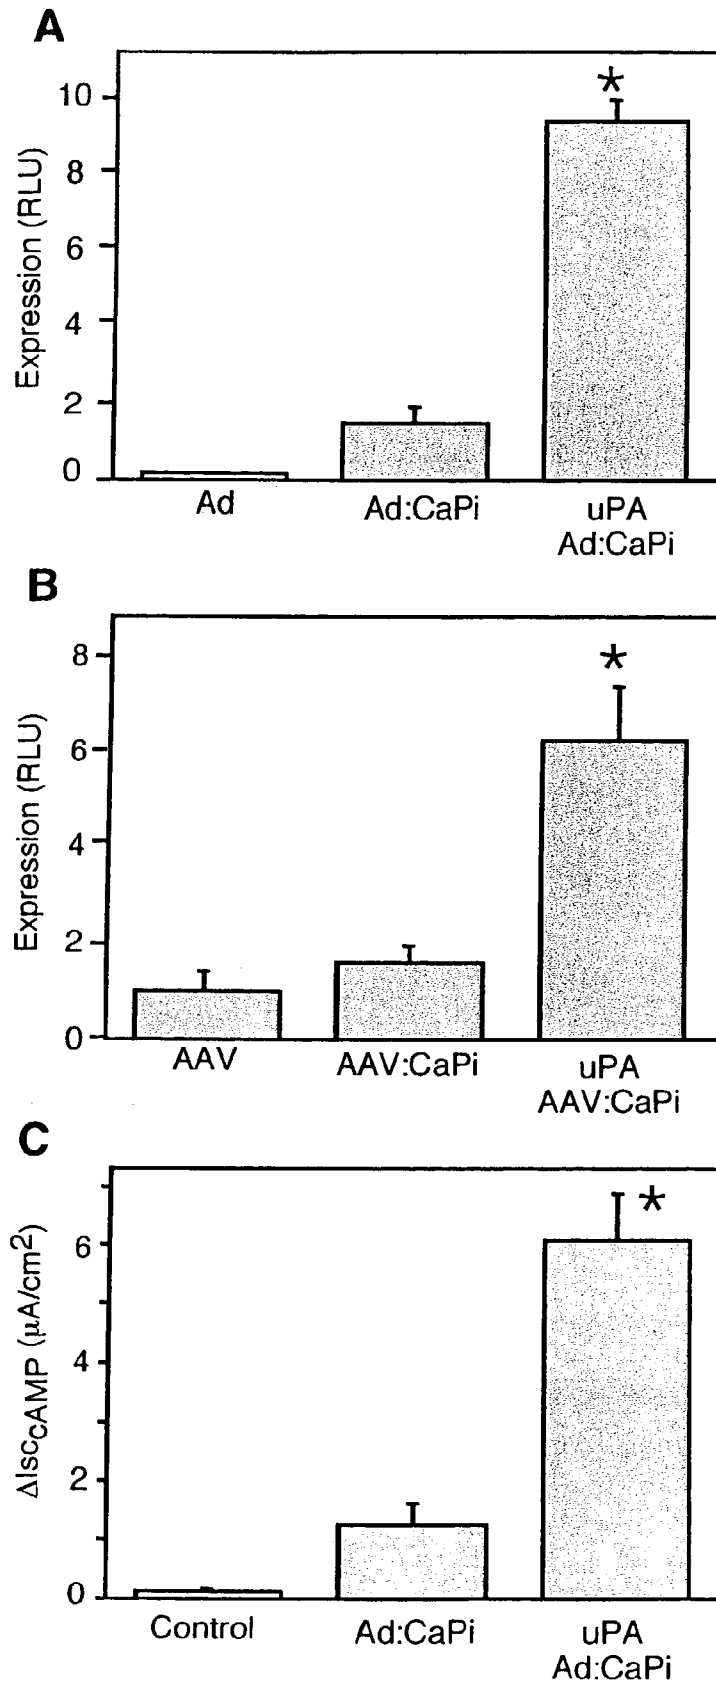 A
Expression (RLU)
10
8
6
4
2
0
*
Ad
Ad:CaPi
uPA
Ad:CaPi
B
Expression (RLU)
8
6
4
2
0
*
AAV
AAV:CaPi
uPA
AAV:CaPi
C
ΔIsccAMP (μA/cm2)
6
4
2
0
*
Control
Ad:CaPi
uPA
Ad:CaPi